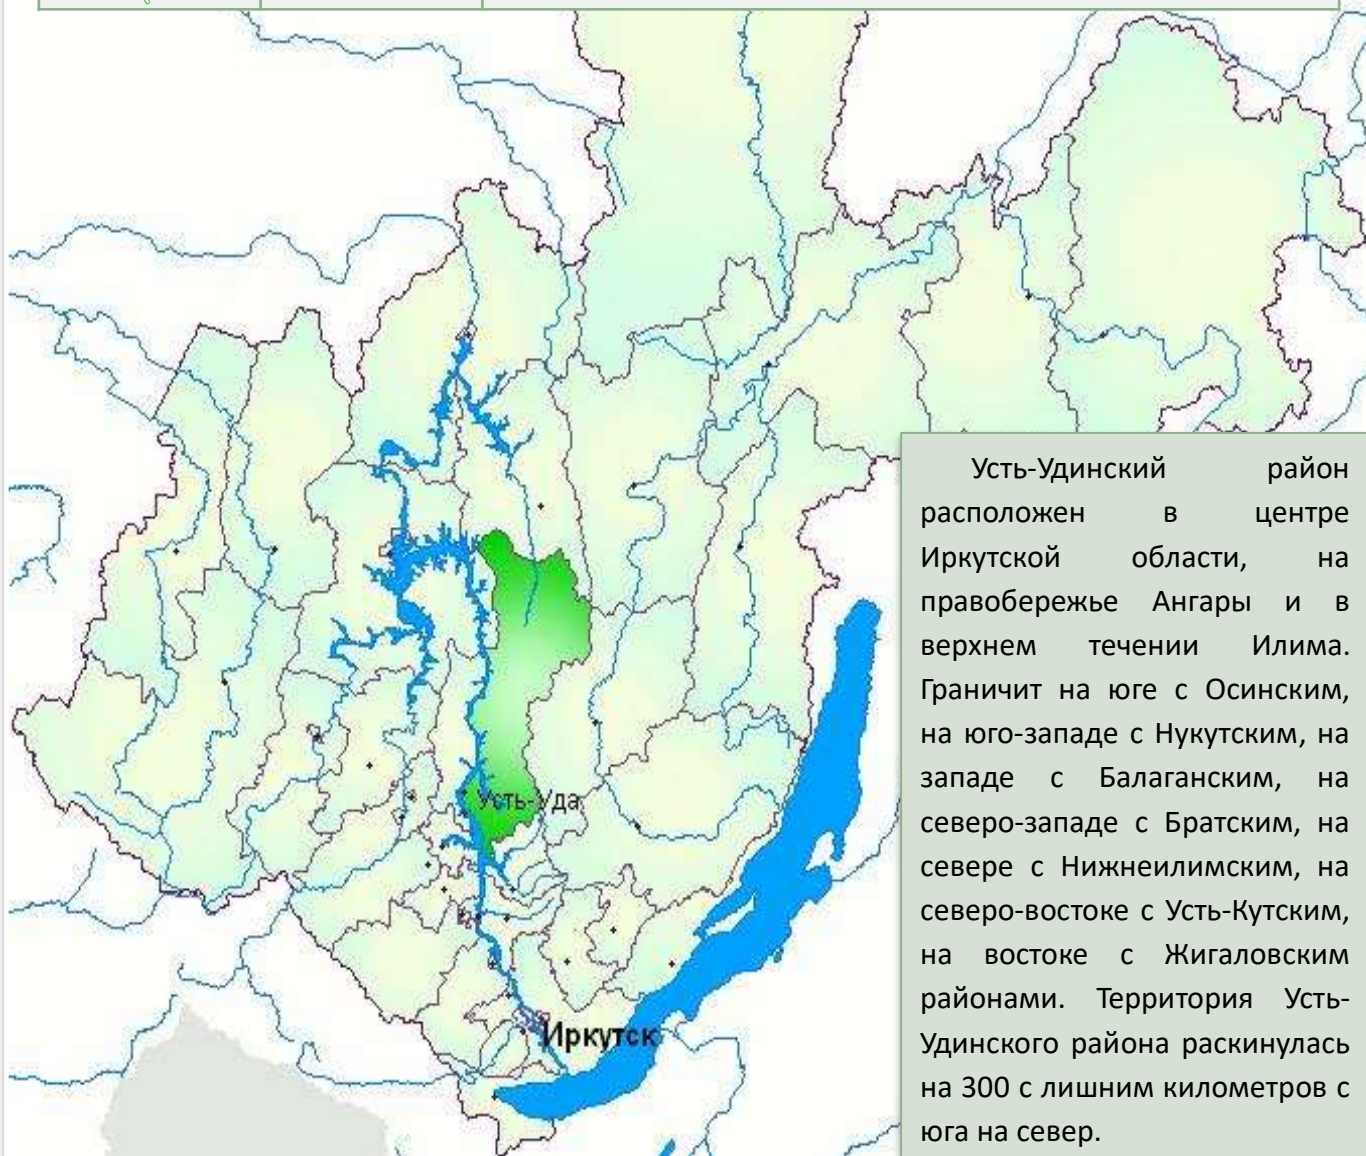 Усть-Уда
Иркутск
Усть-Удинский район
расположен в центре
Иркутской области, на
правобережье Ангары и в
верхнем течении Илима.
Граничит на юге с Осинским,
на юго-западе с Нукутским, на
западе с Балаганским, на
северо-западе с Братским, на
севере с Нижнеилимским, на
северо-востоке с Усть-Кутским,
на востоке с Жигаловским
районами. Территория Усть-
Удинского района раскинулась
на 300 с лишним километров с
юга на север.